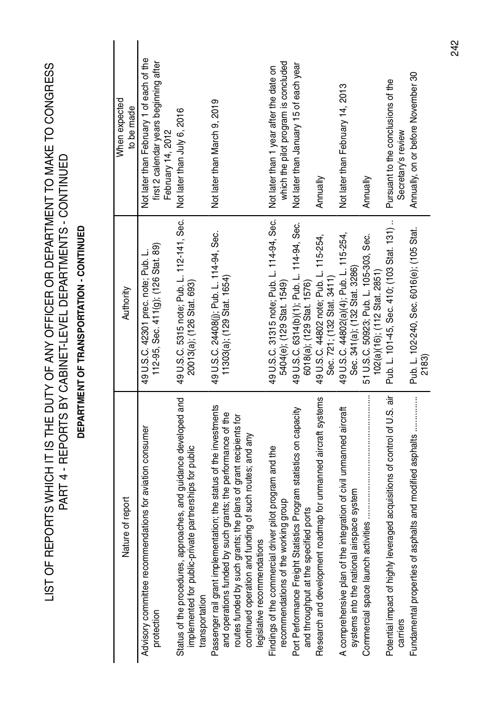 LIST OF REPORTS WHICH IT IS THE DUTY OF ANY OFFICER OR DEPARTMENT TO MAKE TO CONGRESS
PART 4 - REPORTS BY CABINET-LEVEL DEPARTMENTS - CONTINUED
DEPARTMENT OF TRANSPORTATION - CONTINUED
Nature of report
Authority
When expected
to be made
Advisory committee recommendations for aviation consumer
protection
49 U.S.C. 42301 prec. note; Pub. L.
112-95, Sec. 411(g); (126 Stat. 89)
Not later than February 1 of each of the
first 2 calendar years beginning after
February 14, 2012
Status of the procedures, approaches, and guidance developed and
implemented for public-private partnerships for public
transportation
49 U.S.C. 5315 note; Pub. L. 112-141, Sec.
20013(a); (126 Stat. 693)
Not later than July 6, 2016
Passenger rail grant implementation; the status of the investments
and operations funded by such grants; the performance of the
routes funded by such grants; the plans of grant recipients for
continued operation and funding of such routes; and any
legislative recommendations
49 U.S.C. 24408(j); Pub. L. 114-94, Sec.
11303(a); (129 Stat. 1654)
Not later than March 9, 2019
Findings of the commercial driver pilot program and the
recommendations of the working group
49 U.S.C. 31315 note; Pub. L. 114-94, Sec.
5404(e); (129 Stat. 1549)
Not later than 1 year after the date on
which the pilot program is concluded
Port Performance Freight Statistics Program statistics on capacity
and throughput at the specified ports
49 U.S.C. 6314(b)(1); Pub. L. 114-94, Sec.
6018(a); (129 Stat. 1576)
Not later than January 15 of each year
Research and development roadmap for unmanned aircraft systems
49 U.S.C. 44802 note; Pub. L. 115-254,
Sec. 721; (132 Stat. 3411)
Annually
A comprehensive plan of the integration of civil unmanned aircraft
systems into the national airspace system
49 U.S.C. 44802(a)(4); Pub. L. 115-254,
Sec. 341(a); (132 Stat. 3286)
Not later than February 14, 2013
Commercial space launch activities
51 U.S.C. 50923; Pub. L. 105-303, Sec.
102(a)(16); (112 Stat. 2851)
Annually
Potential impact of highly leveraged acquisitions of control of U.S. air
carriers
Pub. L. 101-45, Sec. 410; (103 Stat. 131) ..
Pursuant to the conclusions of the
Secretary's review
Fundamental properties of asphalts and modified asphalts
Pub. L. 102-240, Sec. 6016(e); (105 Stat.
2183)
Annually, on or before November 30
242